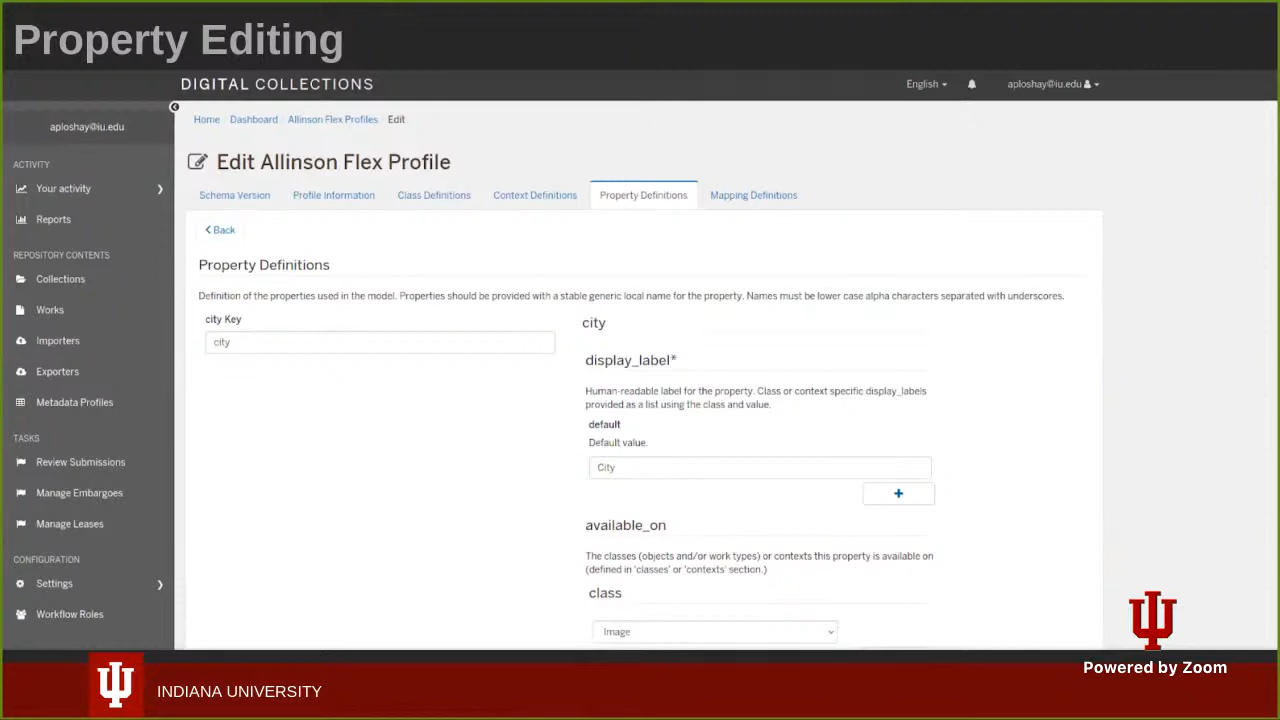 Property Editing
DIGITAL COLLECTIONS
English
aploshay@iu.edu
aploshay@iu.edu
ACTIVITY
Your activity
Reports
REPOSITORY CONTENTS
Collections
Works
Importers
Exporters
Metadata Profiles
TASKS
Review Submissions
Manage Embargoes
Manage Leases
CONFIGURATION
Settings
Workflow Roles
Home / Dashboard / Allinson Flex Profiles / Edit
Edit Allinson Flex Profile
Schema Version
Profile Information
Class Definitions
Context Definitions
Property Definitions
Mapping Definitions
Back
Property Definitions
Definition of the properties used in the model. Properties should be provided with a stable generic local name for the property. Names must be lower case alpha characters separated with underscores.
city Key
city
city
display_label*
Human-readable label for the property. Class or context specific display_labels
provided as a list using the class and value.
default
Default value.
City
+
available_on
The classes (objects and/or work types) or contexts this property is available on
(defined in 'classes' or 'contexts' section.)
class
Image
Powered by Zoom
INDIANA UNIVERSITY